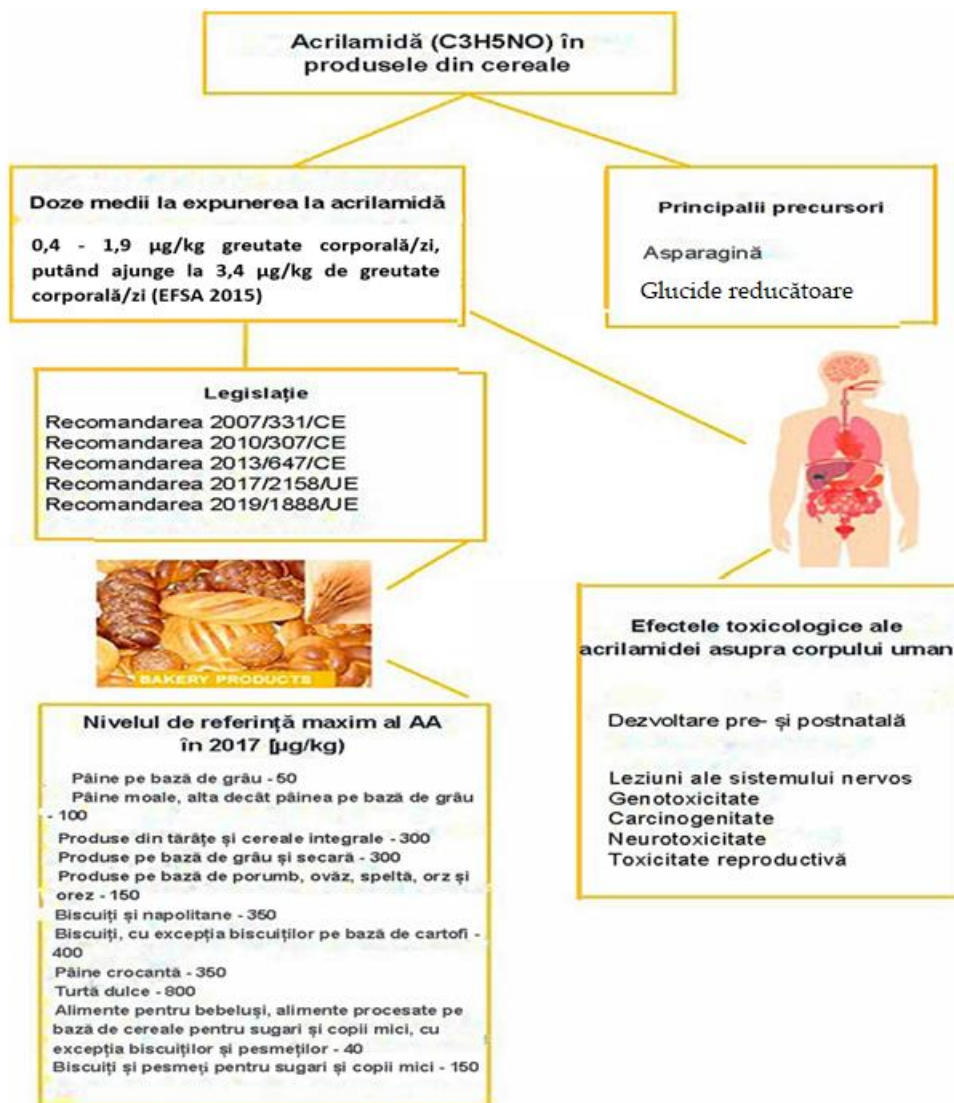 Acrilamidă (C3H5NO) în
produsele din cereale
Doze medii la expunerea la acrilamidă
0,4 - 1,9 µg/kg greutate corporală/zi,
putând ajunge la 3,4 µg/kg de greutate
corporală/zi (EFSA 2015)
Principalii precursori
Asparagină
Glucide reducătoare
Legislație
Recomandarea 2007/331/CE
Recomandarea 2010/307/CE
Recomandarea 2013/647/CE
Recomandarea 2017/2158/UE
Recomandarea 2019/1888/UE
BAKERY PRODUCTS
Nivelul de referință maxim al AA
în 2017 [µg/kg)
Pâine pe bază de grâu - 50
Pâine moale, alta decât pâinea pe bază de grâu
- 100
Produse din tărâțe și cereale integrale - 300
Produse pe bază de grâu și secară - 300
Produse pe bază de porumb, ovăz, speltă, orz și
orez - 150
Biscuiți și napolitane - 350
Biscuiți, cu excepția biscuiților pe bază de cartofi -
400
Pâine crocantă - 350
Turtă dulce - 800
Alimente pentru bebeluși, alimente procesate pe
bază de cereale pentru sugari și copii mici, cu
excepția biscuiților și pesmeților - 40
Biscuiți și pesmeți pentru sugari și copii mici - 150
Efectele toxicologice ale
acrilamidei asupra corpului uman
Dezvoltare pre- și postnatală
Leziuni ale sistemului nervos
Genotoxicitate
Carcinogenitate
Neurotoxicitate
Toxicitate reproductivă